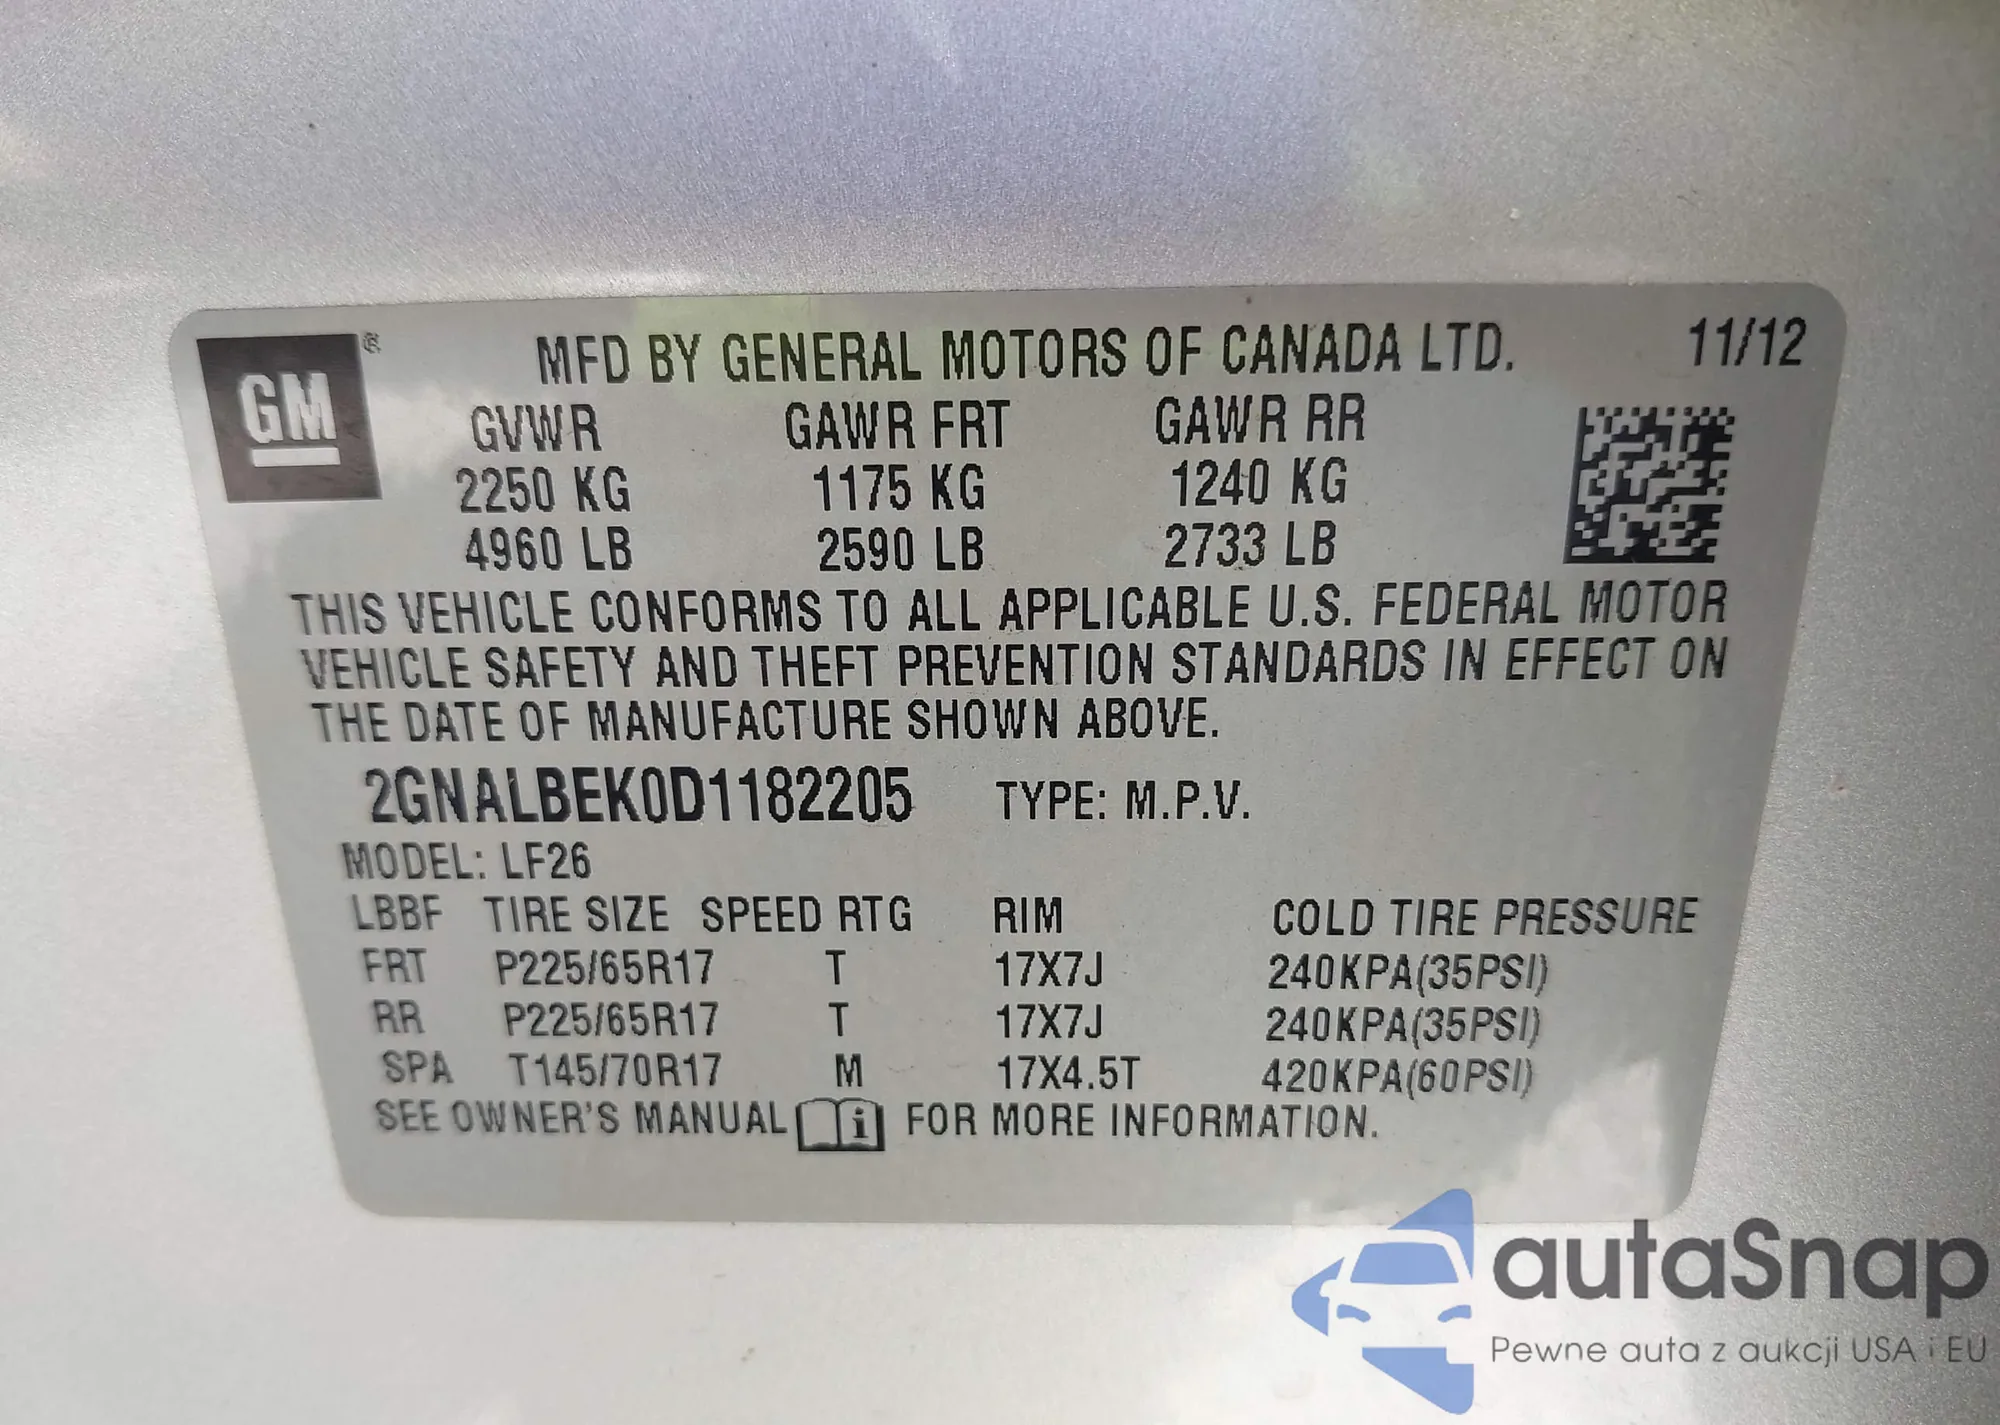 GM ®
MFD BY GENERAL MOTORS OF CANADA LTD. 11/12
GVWR GAWR FRT GAWR RR
2250 KG 1175 KG 1240 KG
4960 LB 2590 LB 2733 LB
THIS VEHICLE CONFORMS TO ALL APPLICABLE U.S. FEDERAL MOTOR
VEHICLE SAFETY AND THEFT PREVENTION STANDARDS IN EFFECT ON
THE DATE OF MANUFACTURE SHOWN ABOVE.
2GNALBEK0D1182205 TYPE: M.P.V.
MODEL: LF26
LBBF TIRE SIZE SPEED RTG RIM COLD TIRE PRESSURE
FRT P225/65R17 T 17X7J 240KPA(35PSI)
RR P225/65R17 T 17X7J 240KPA(35PSI)
SPA T145/70R17 M 17X4.5T 420KPA(60PSI)
SEE OWNER'S MANUAL i FOR MORE INFORMATION.
autaSnap
Pewne auta z aukcji USA i EU